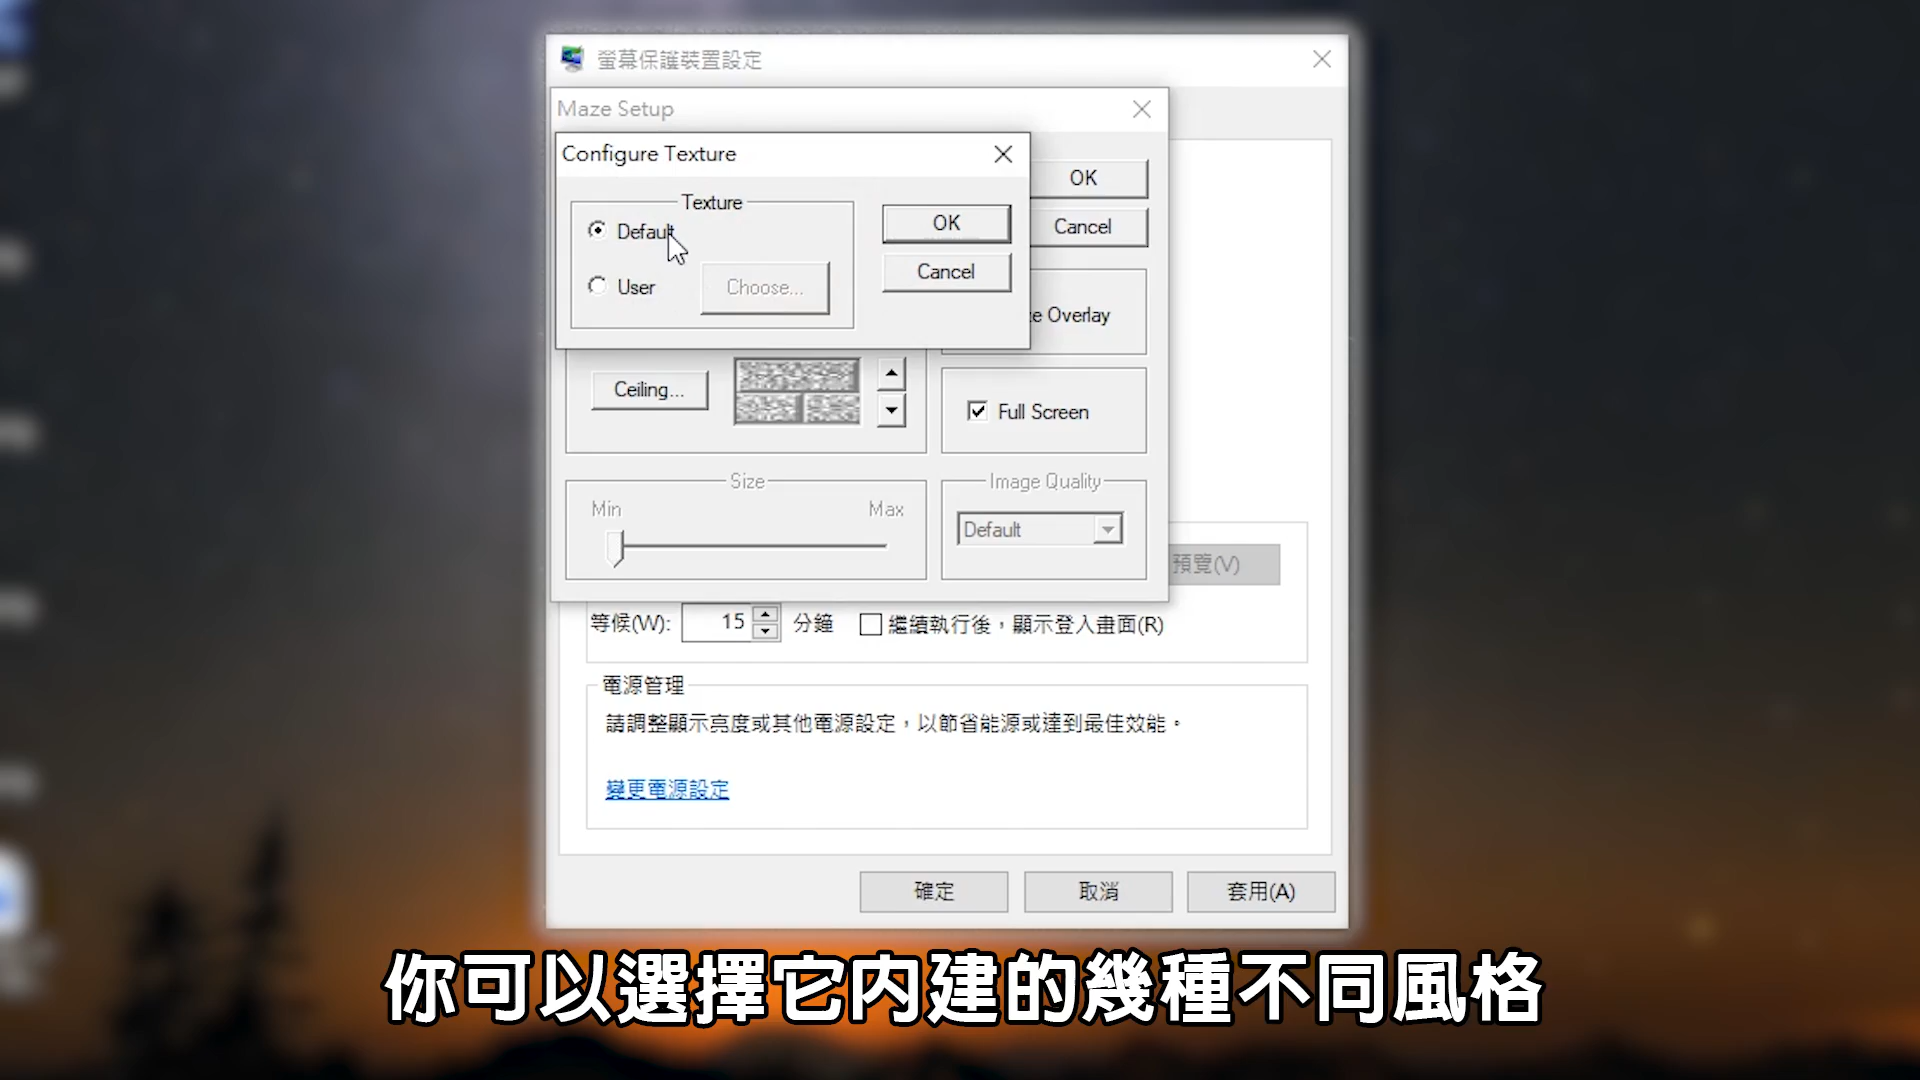 螢幕保護裝置設定
Maze Setup
Configure Texture
Texture
Default
User
Choose...
OK
Cancel
OK
Cancel
Overlay
Ceiling...
Full Screen
Size
Min
Max
Image Quality
Default
預覽(V)
等候(W):
15
分鐘
繼續執行後，顯示登入畫面(R)
電源管理
請調整顯示亮度或其他電源設定，以節省能源或達到最佳效能。
變更電源設定
確定
取消
套用(A)
你可以選擇它內建的幾種不同風格